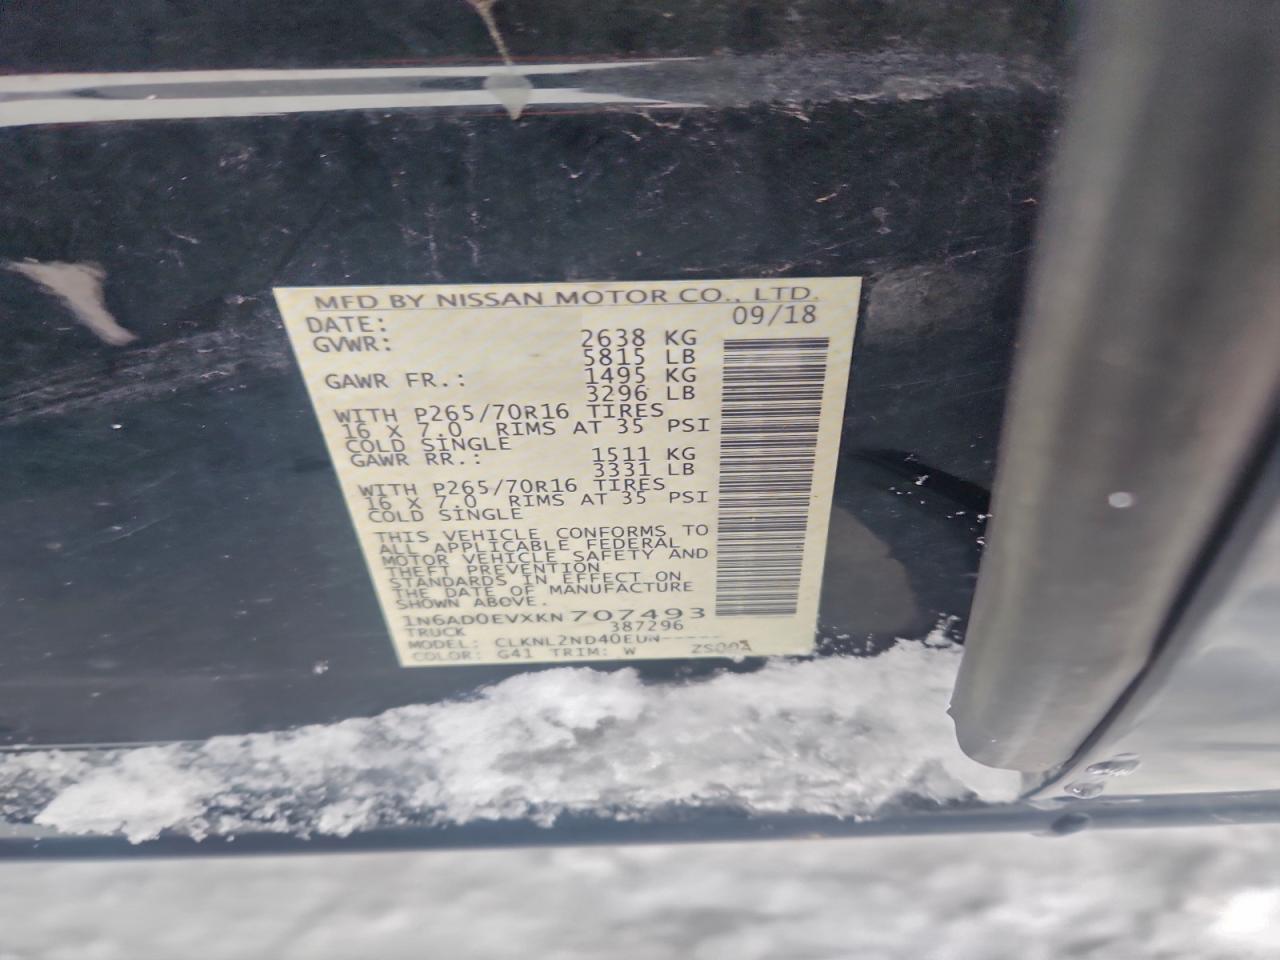 MFD BY NISSAN MOTOR CO., LTD.
DATE: 09/18
GVWR: 2638 KG
5815 LB
GAWR FR.: 1495 KG
3296 LB
WITH P265/70R16 TIRES
16 X 7.0 RIMS AT 35 PSI
COLD SINGLE
GAWR RR.: 1511 KG
3331 LB
WITH P265/70R16 TIRES
16 X 7.0 RIMS AT 35 PSI
COLD SINGLE
THIS VEHICLE CONFORMS TO
ALL APPLICABLE FEDERAL
MOTOR VEHICLE SAFETY AND
THEFT PREVENTION
STANDARDS IN EFFECT ON
THE DATE OF MANUFACTURE
SHOWN ABOVE.
1N6AD0EVXKN707493
TRUCK 387296
MODEL: CLKNL2ND40EUN-----
COLOR: G41 TRIM: W